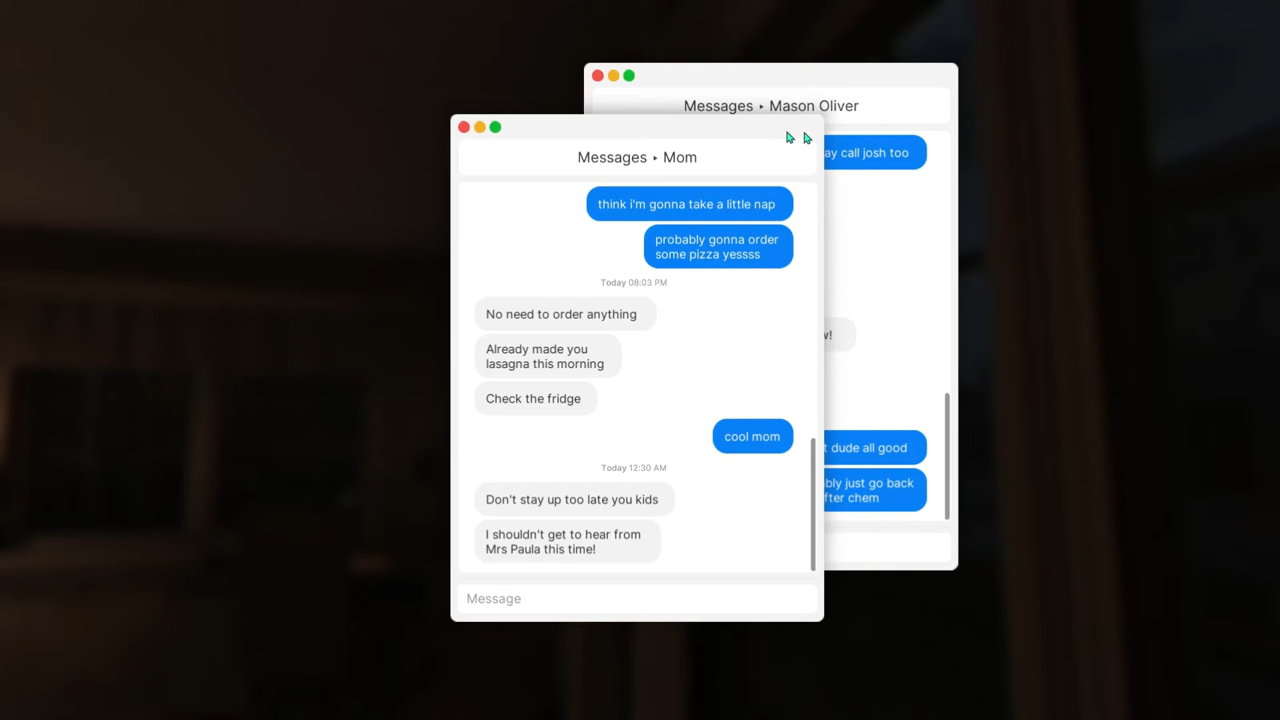 Messages ▸ Mason Oliver
call josh too
dude all good
just go back
chem
Messages ▸ Mom
think i'm gonna take a little nap
probably gonna order
some pizza yessss
Today 08:03 PM
No need to order anything
Already made you
lasagna this morning
Check the fridge
cool mom
Today 12:30 AM
Don't stay up too late you kids
I shouldn't get to hear from
Mrs Paula this time!
Message